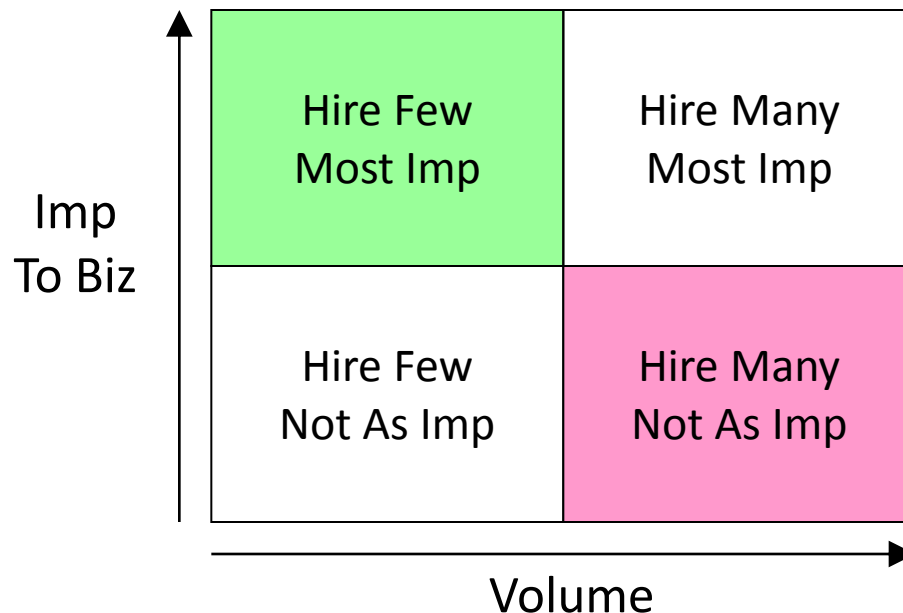 Hire Few
Most Imp
Hire Many
Most Imp
Imp
To Biz
Hire Few
Not As Imp
Hire Many
Not As Imp
Volume